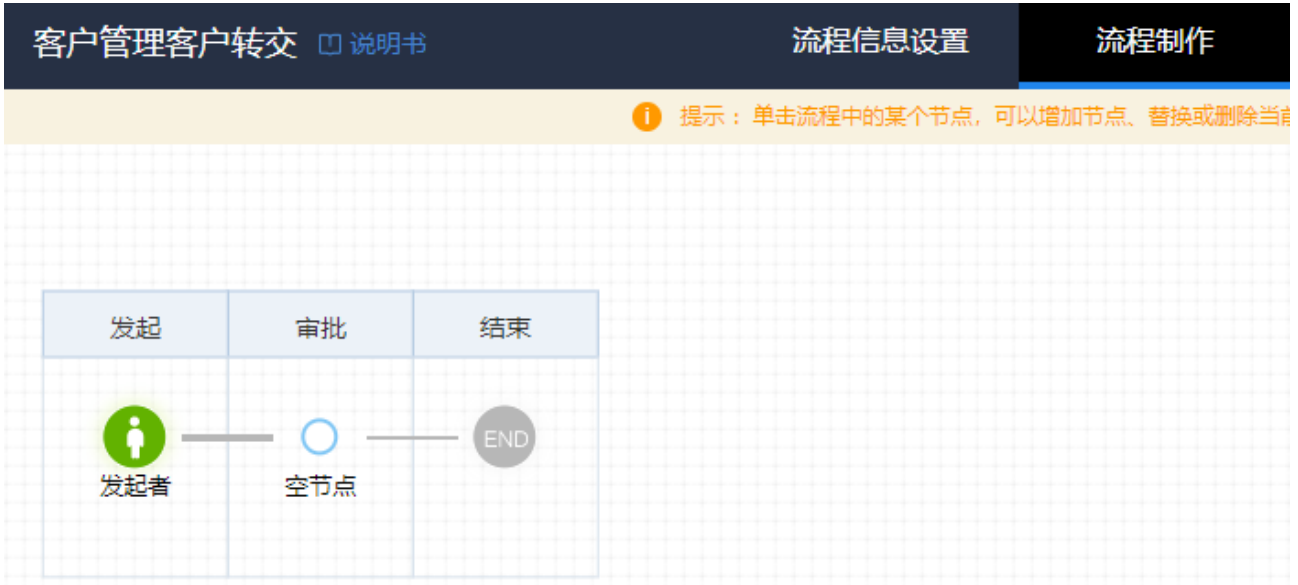 客户管理客户转交 说明书 流程信息设置 流程制作
提示：单击流程中的某个节点，可以增加节点、替换或删除当前
发起 审批 结束
END
发起者 空节点